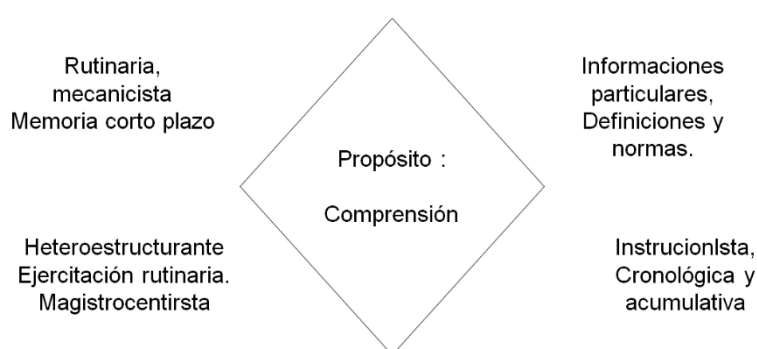 Rutinaria,
mecanicista
Memoria corto plazo
Informaciones
particulares,
Definiciones y
normas.
Propósito :
Comprensión
Heteroestructurante
Ejercitación rutinaria.
Magistrocentirsta
InstrucionIsta,
Cronológica y
acumulativa